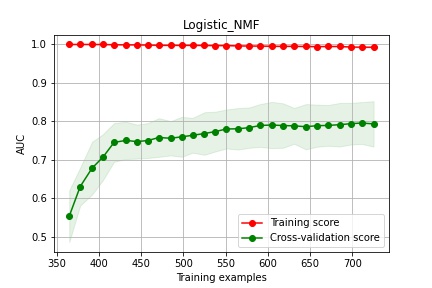 Logistic_NMF
1.0
0.9
0.8
0.7
0.6
0.5
AUC
350 400 450 500 550 600 650 700
Training examples
Training score
Cross-validation score